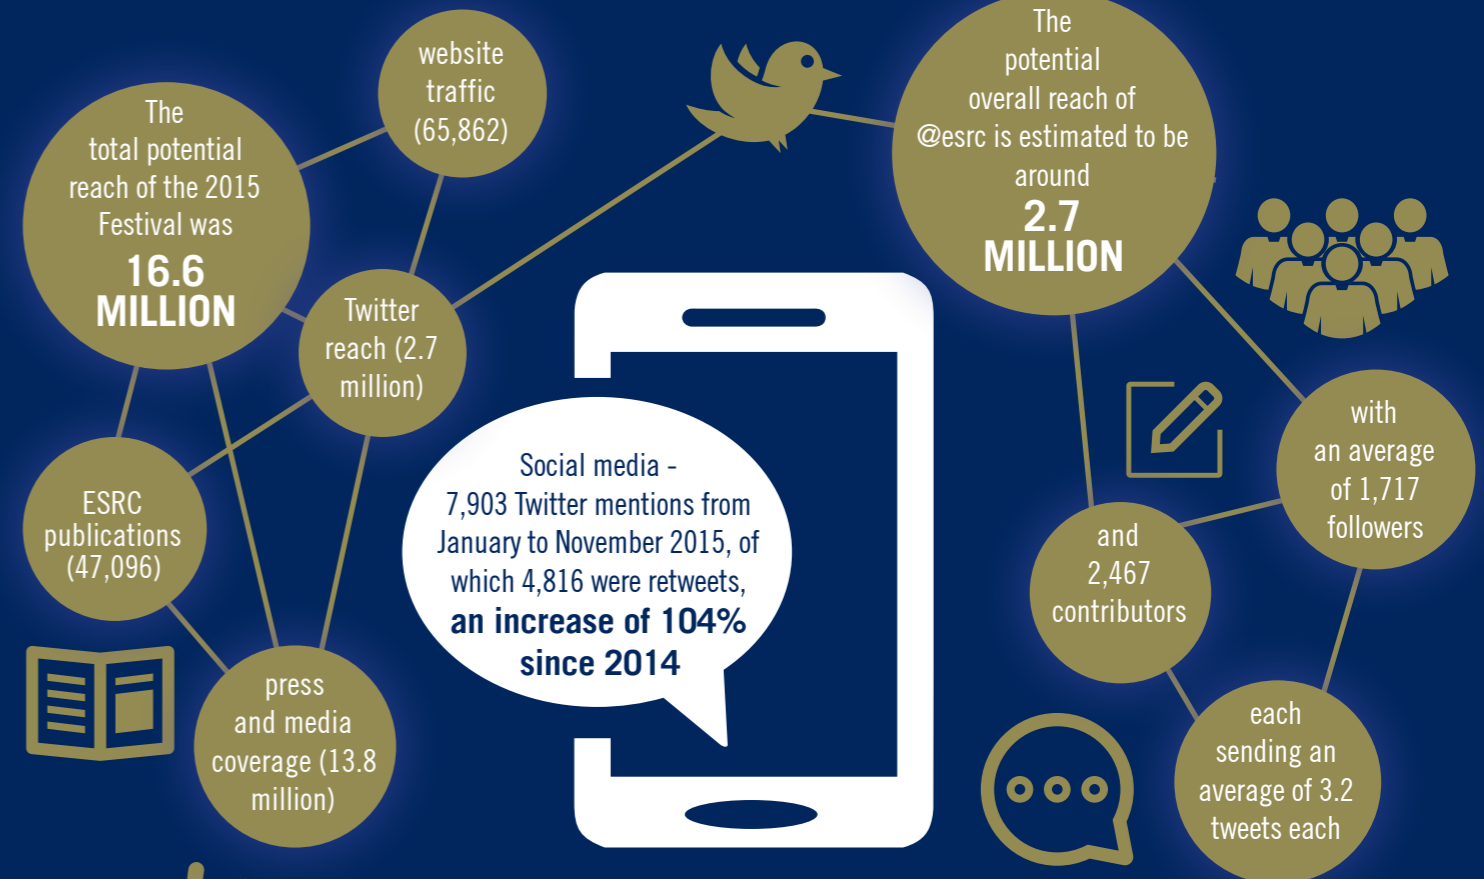 The
total potential
reach of the 2015
Festival was
16.6
MILLION
website
traffic
(65,862)
Twitter
reach (2.7
million)
ESRC
publications
(47,096)
press
and media
coverage (13.8
million)
Social media -
7,903 Twitter mentions from
January to November 2015, of
which 4,816 were retweets,
an increase of 104%
since 2014
The
potential
overall reach of
@esrc is estimated to be
around
2.7
MILLION
with
an average
of 1,717
followers
and
2,467
contributors
each
sending an
average of 3.2
tweets each